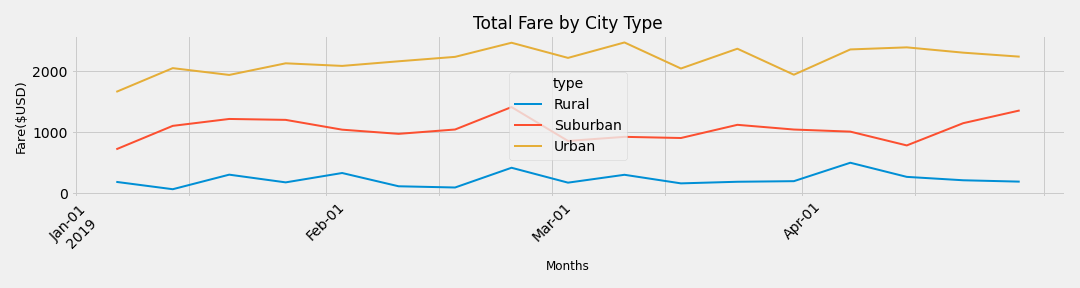 Total Fare by City Type
Fare($USD)
2000
1000
0
type
Rural
Suburban
Urban
Jan-01
2019
Feb-01
Mar-01
Apr-01
Months